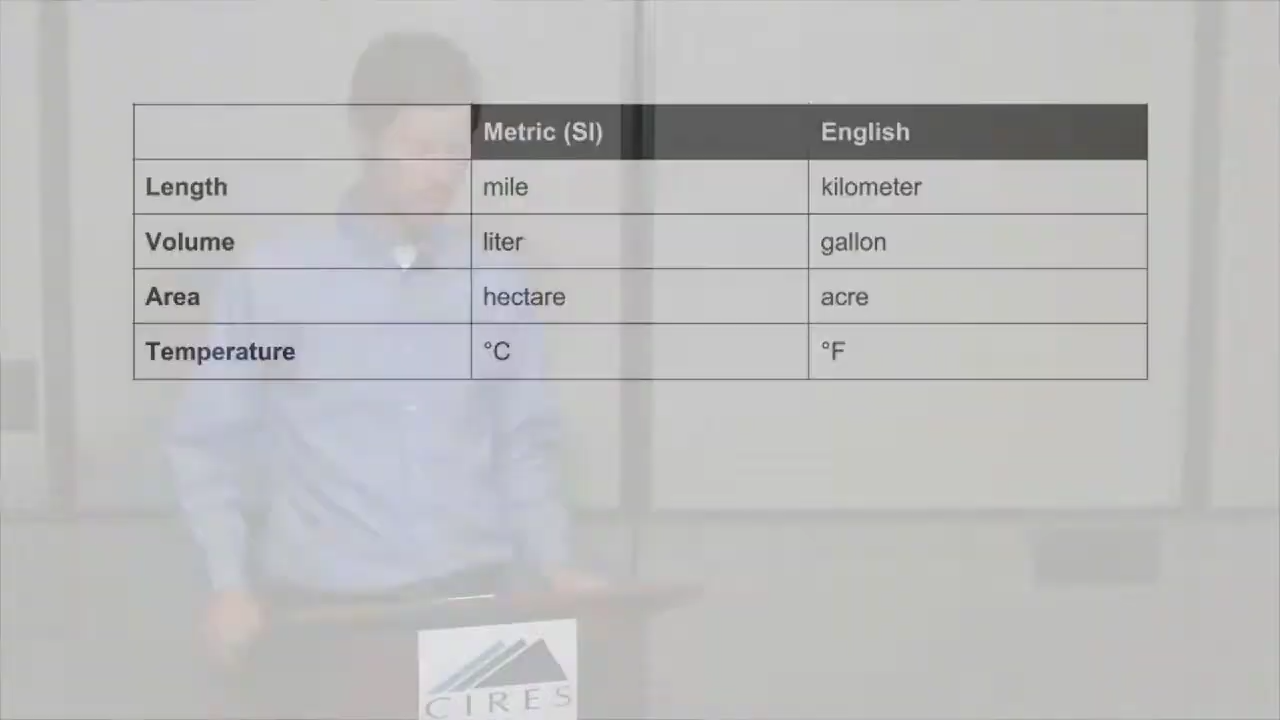 Metric (SI) English
Length mile kilometer
Volume liter gallon
Area hectare acre
Temperature °C °F
CIRES